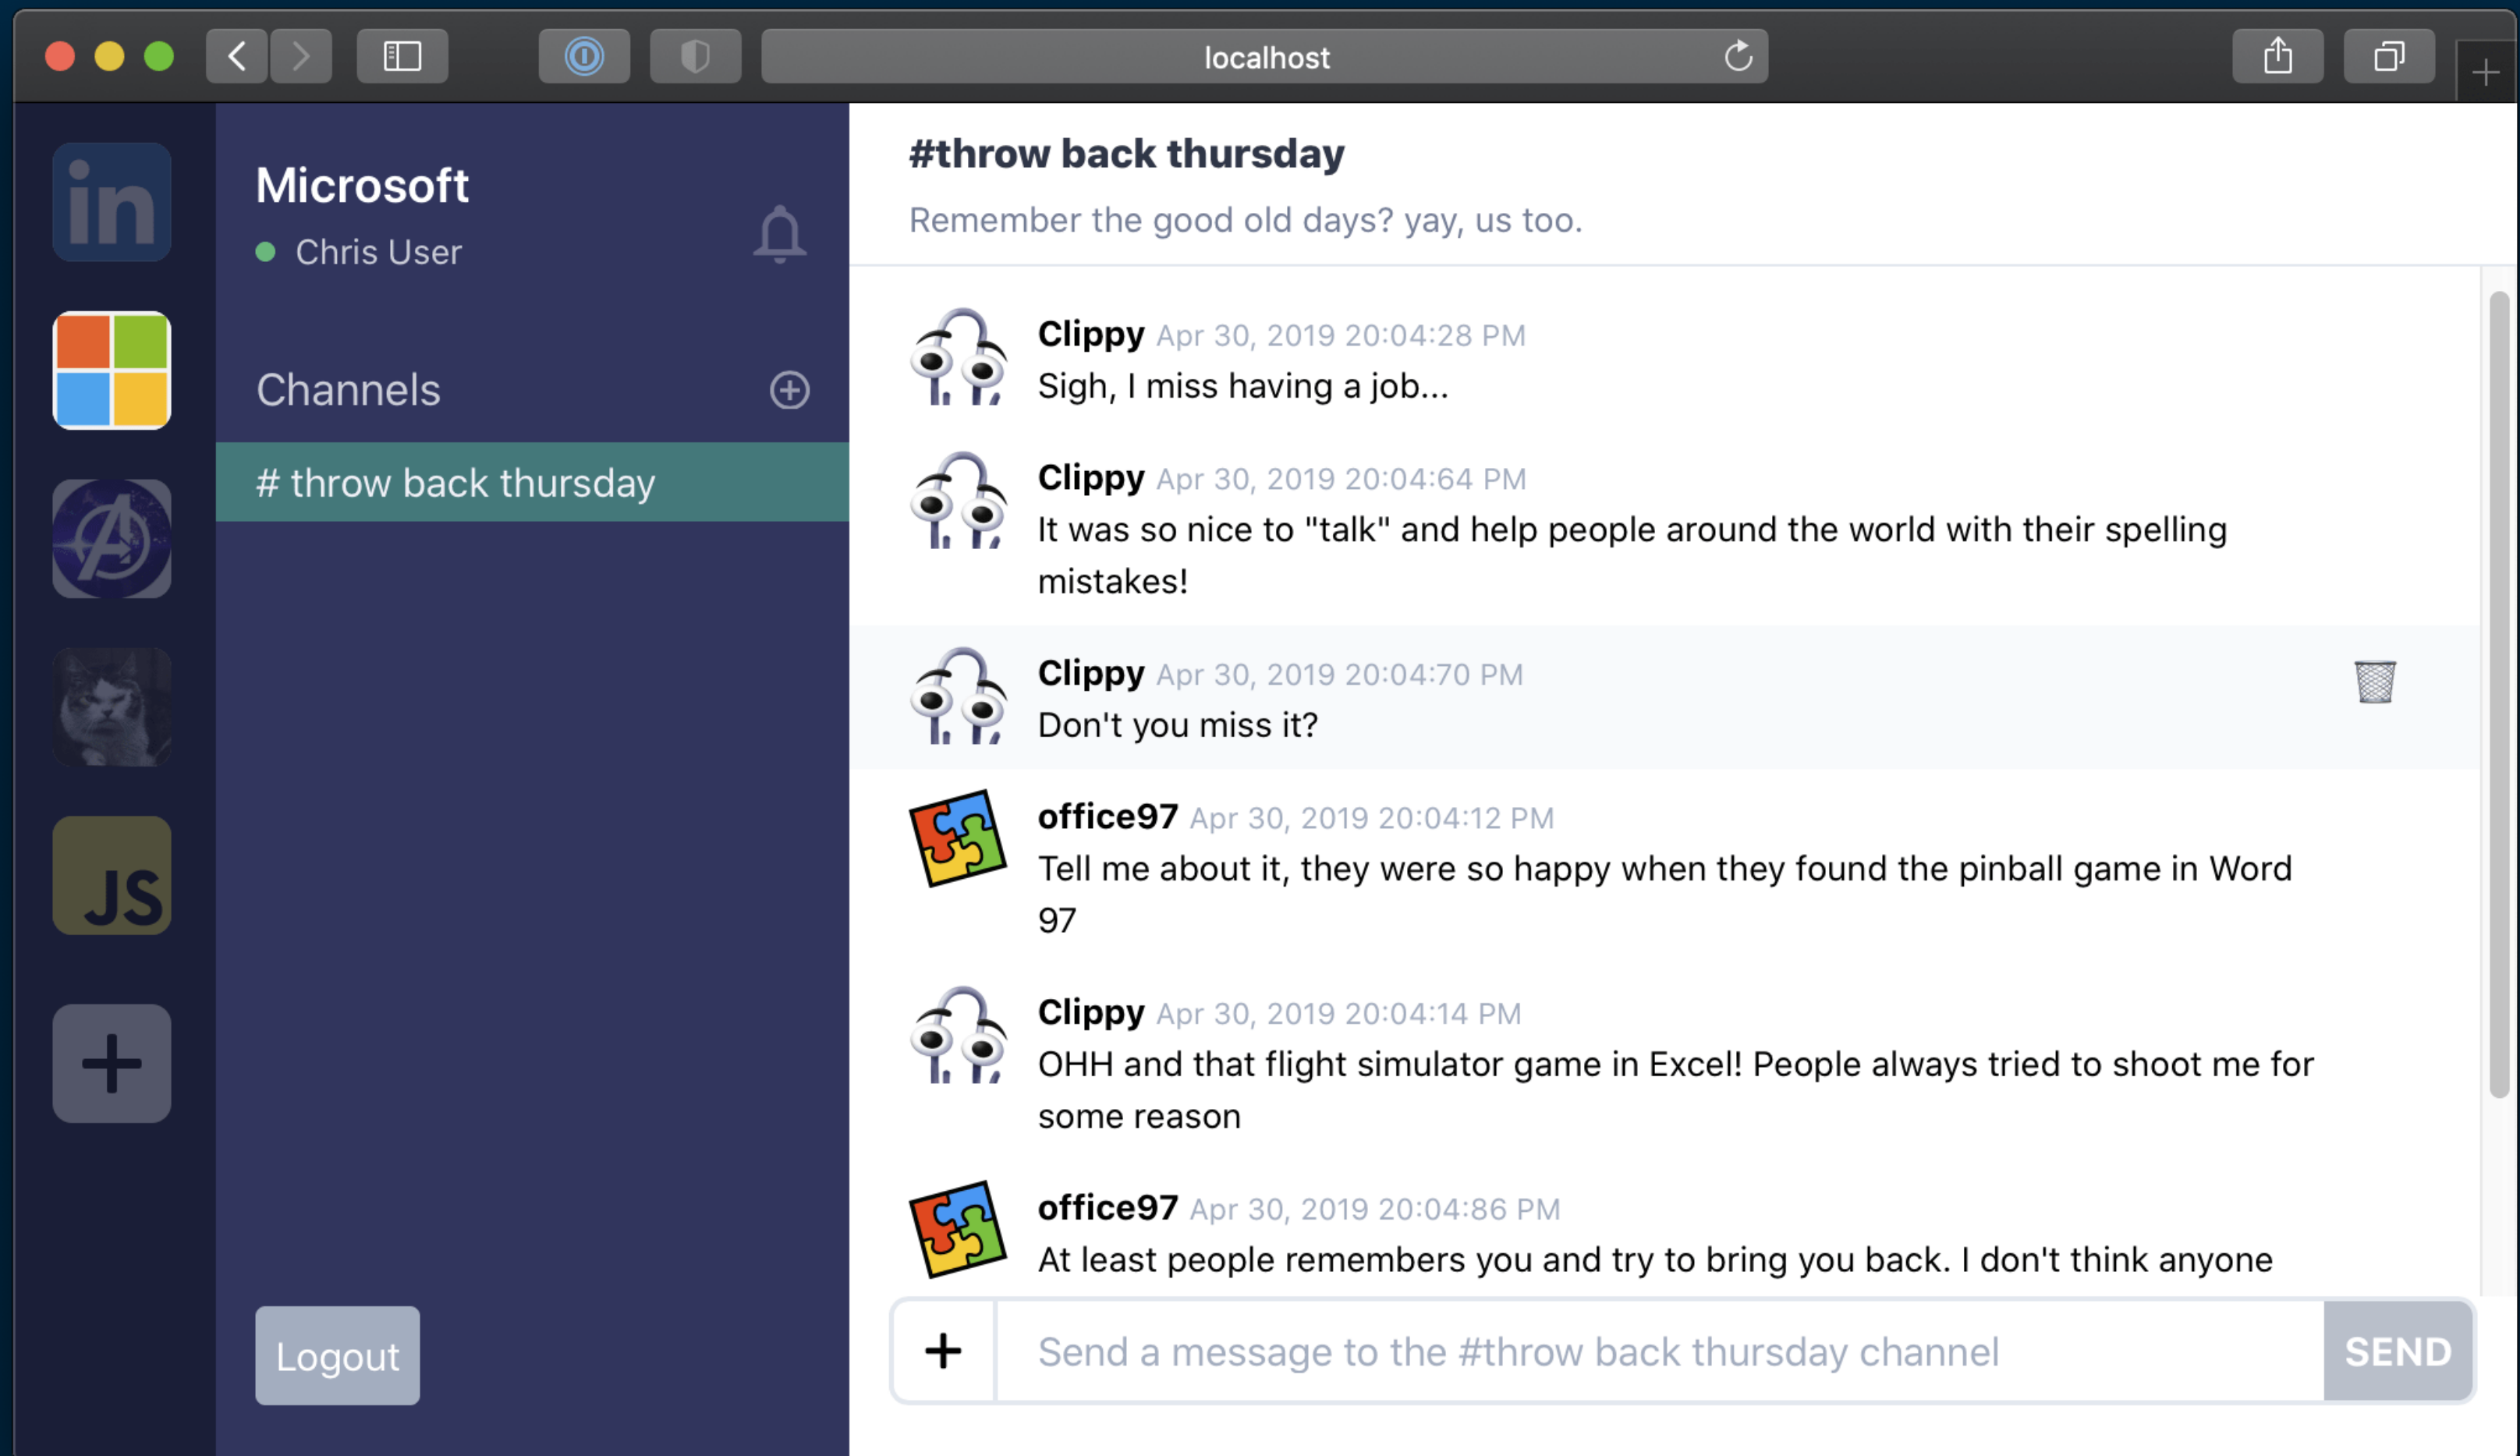 localhost
in
Microsoft
Chris User
Channels
# throw back thursday
JS
Logout
#throw back thursday
Remember the good old days? yay, us too.
Clippy Apr 30, 2019 20:04:28 PM
Sigh, I miss having a job...
Clippy Apr 30, 2019 20:04:64 PM
It was so nice to "talk" and help people around the world with their spelling
mistakes!
Clippy Apr 30, 2019 20:04:70 PM
Don't you miss it?
office97 Apr 30, 2019 20:04:12 PM
Tell me about it, they were so happy when they found the pinball game in Word
97
Clippy Apr 30, 2019 20:04:14 PM
OHH and that flight simulator game in Excel! People always tried to shoot me for
some reason
office97 Apr 30, 2019 20:04:86 PM
At least people remembers you and try to bring you back. I don't think anyone
Send a message to the #throw back thursday channel
SEND